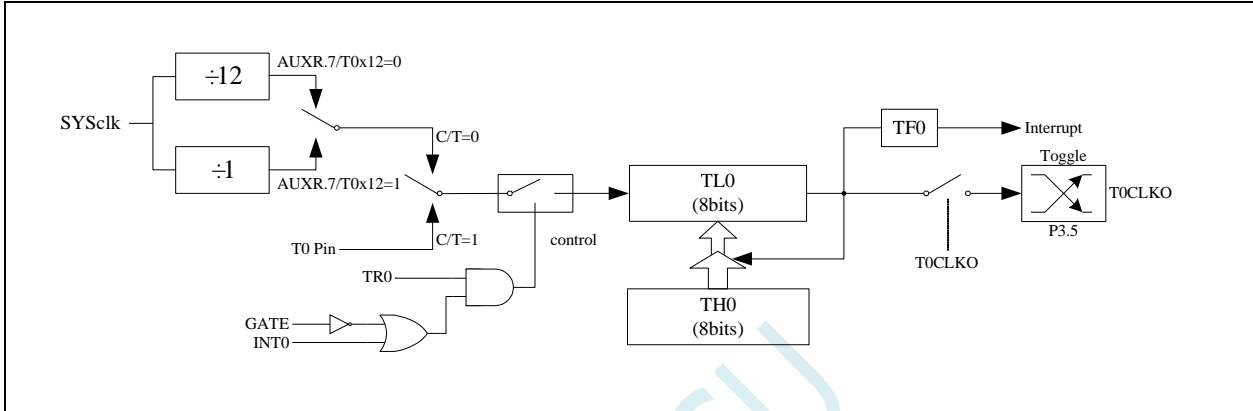 SYSclk
÷12
AUXR.7/T0x12=0
÷1
AUXR.7/T0x12=1
C/T=0
T0 Pin
C/T=1
control
TR0
GATE
INT0
TL0
(8bits)
TH0
(8bits)
TF0
Interrupt
Toggle
T0CLKO
P3.5
T0CLKO